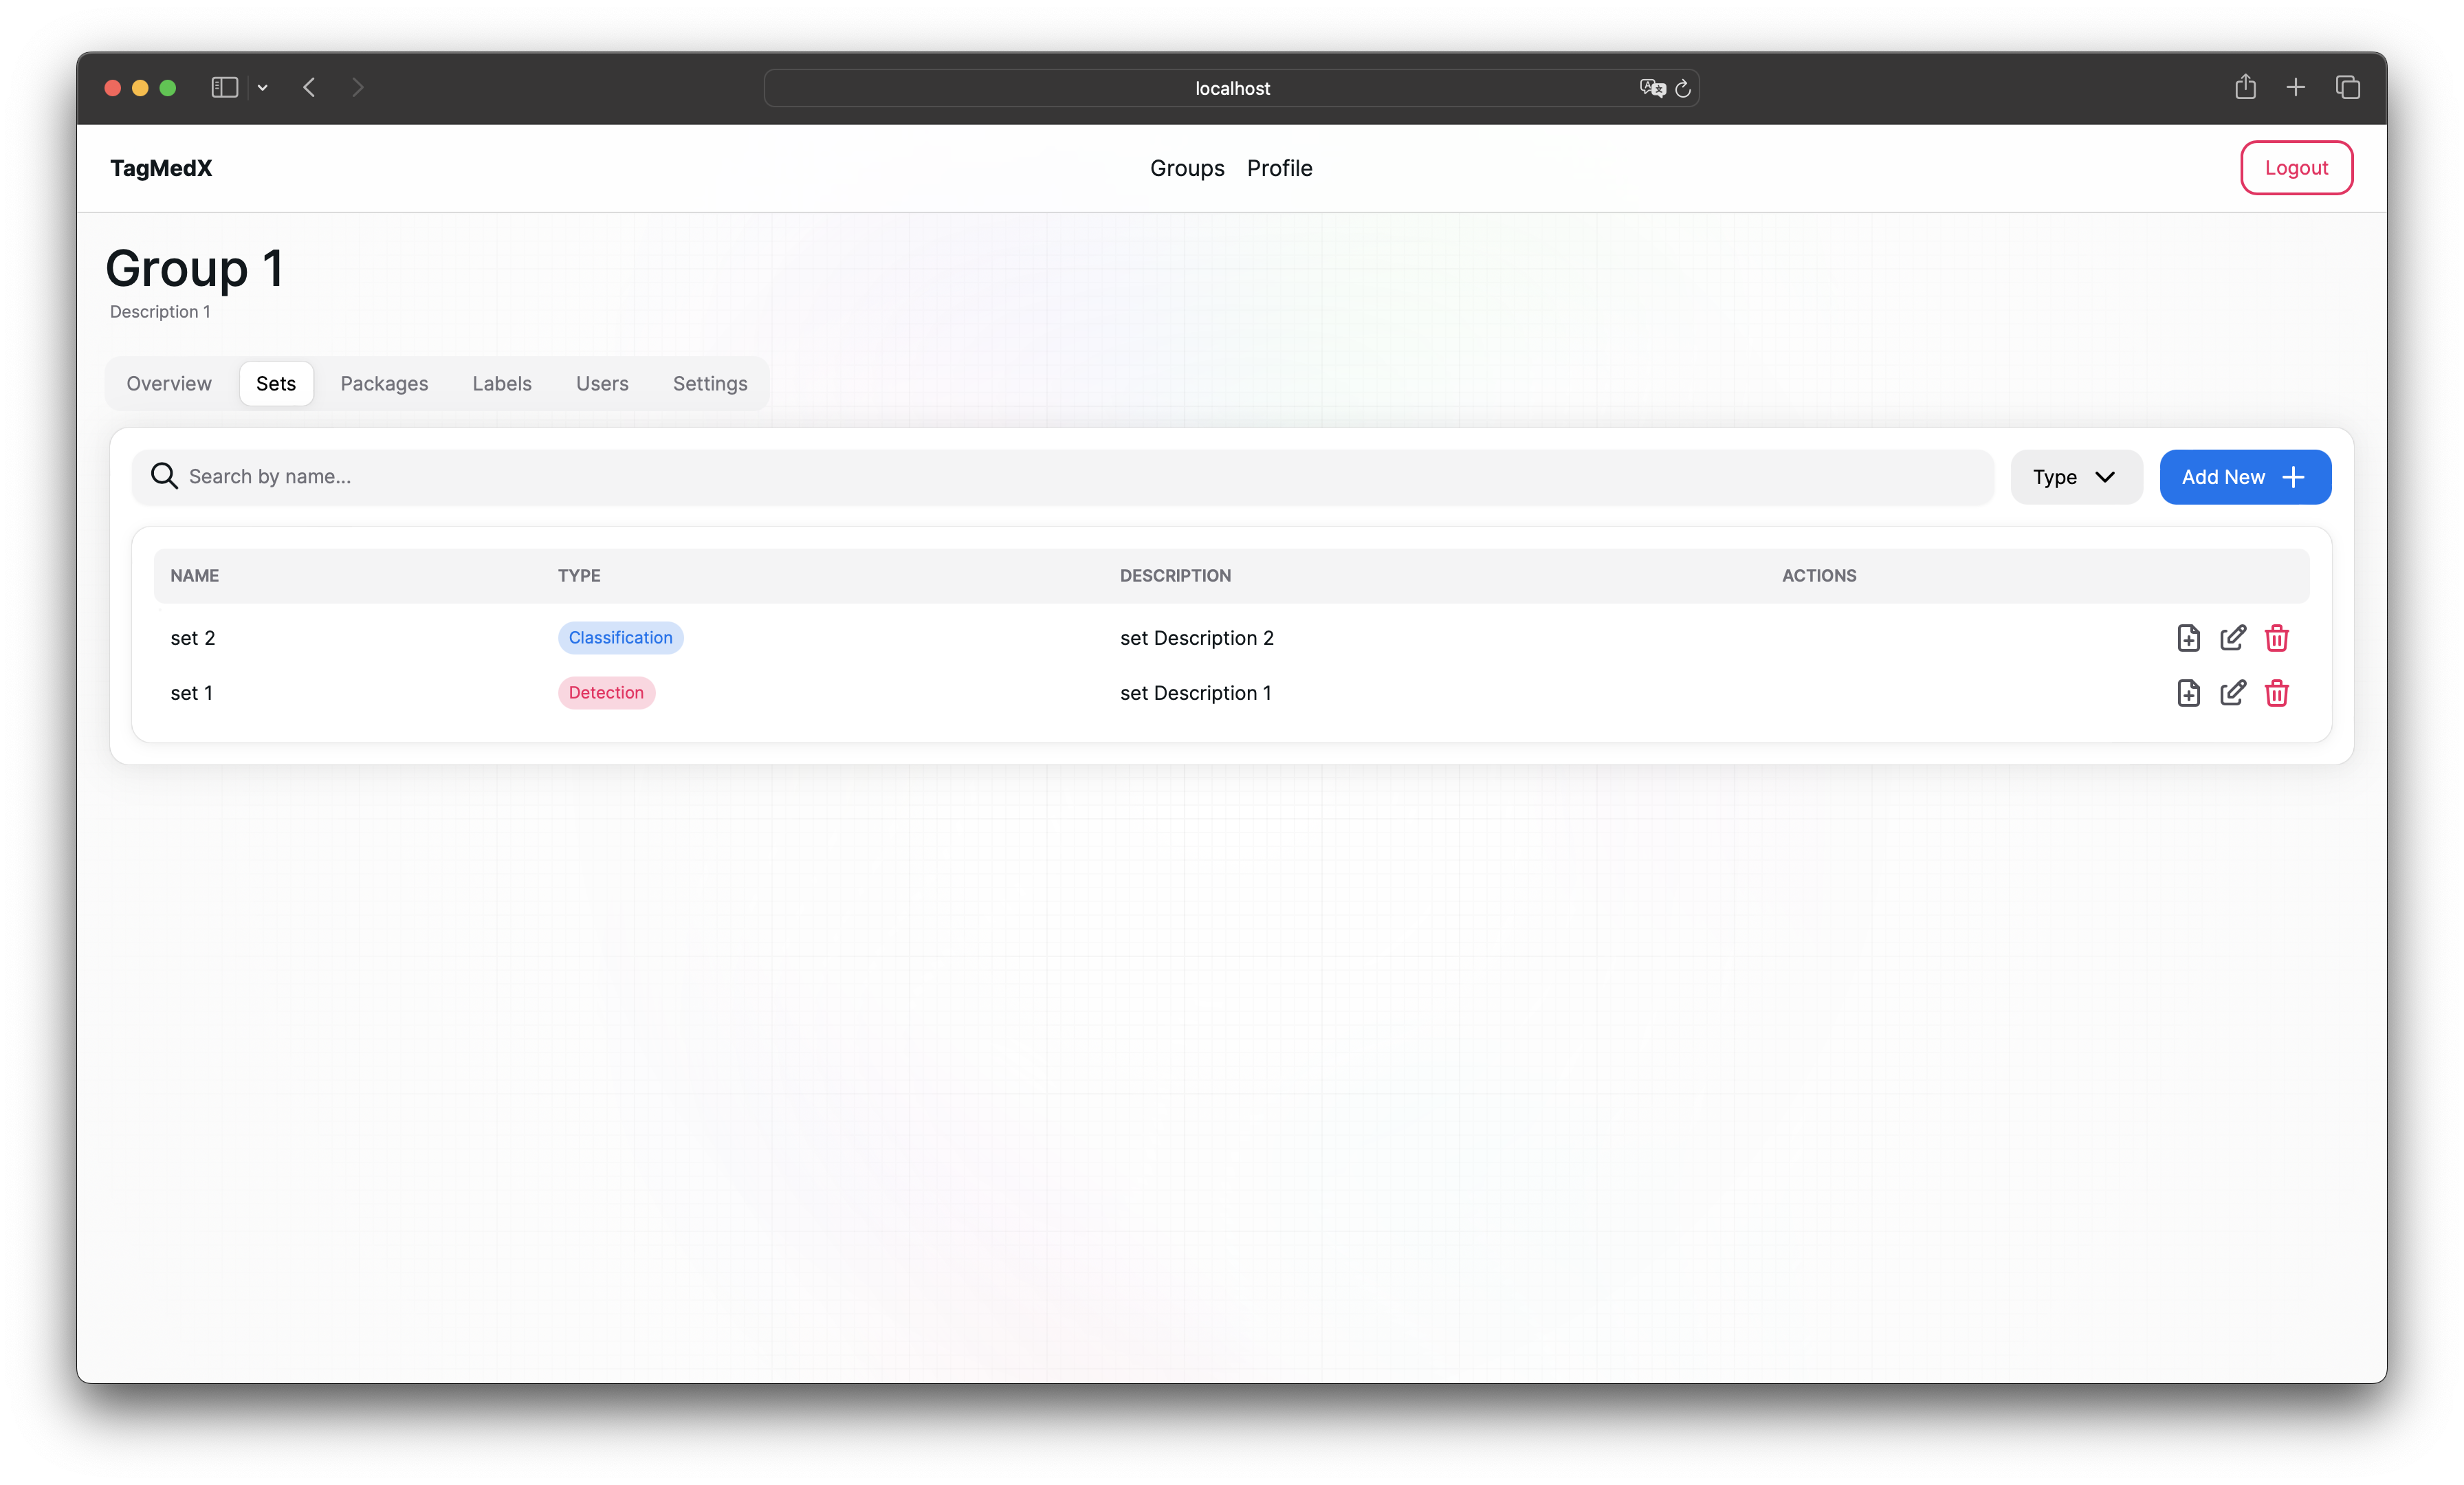 localhost
TagMedX
Groups Profile
Logout
Group 1
Description 1
Overview Sets Packages Labels Users Settings
Search by name...
Type
Add New
NAME TYPE DESCRIPTION ACTIONS
set 2 Classification set Description 2
set 1 Detection set Description 1